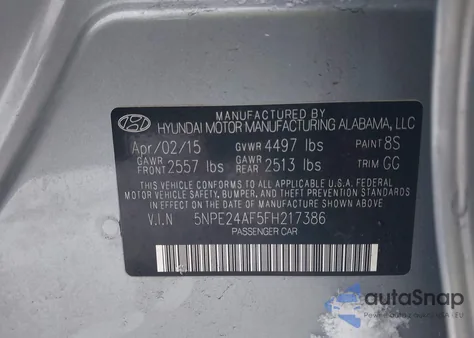 MANUFACTURED BY
HYUNDAI MOTOR MANUFACTURING ALABAMA, LLC
Apr/02/15 GVWR 4497 lbs PAINT 8S
GAWR FRONT 2557 lbs GAWR REAR 2513 lbs TRIM GG
THIS VEHICLE CONFORMS TO ALL APPLICABLE U.S.A. FEDERAL
MOTOR VEHICLE SAFETY, BUMPER, AND THEFT PREVENTION
STANDARDS IN EFFECT ON THE DATE OF MANUFACTURE SHOWN ABOVE.
V.I.N 5NPE24AF5FH217386
PASSENGER CAR
autoSnap